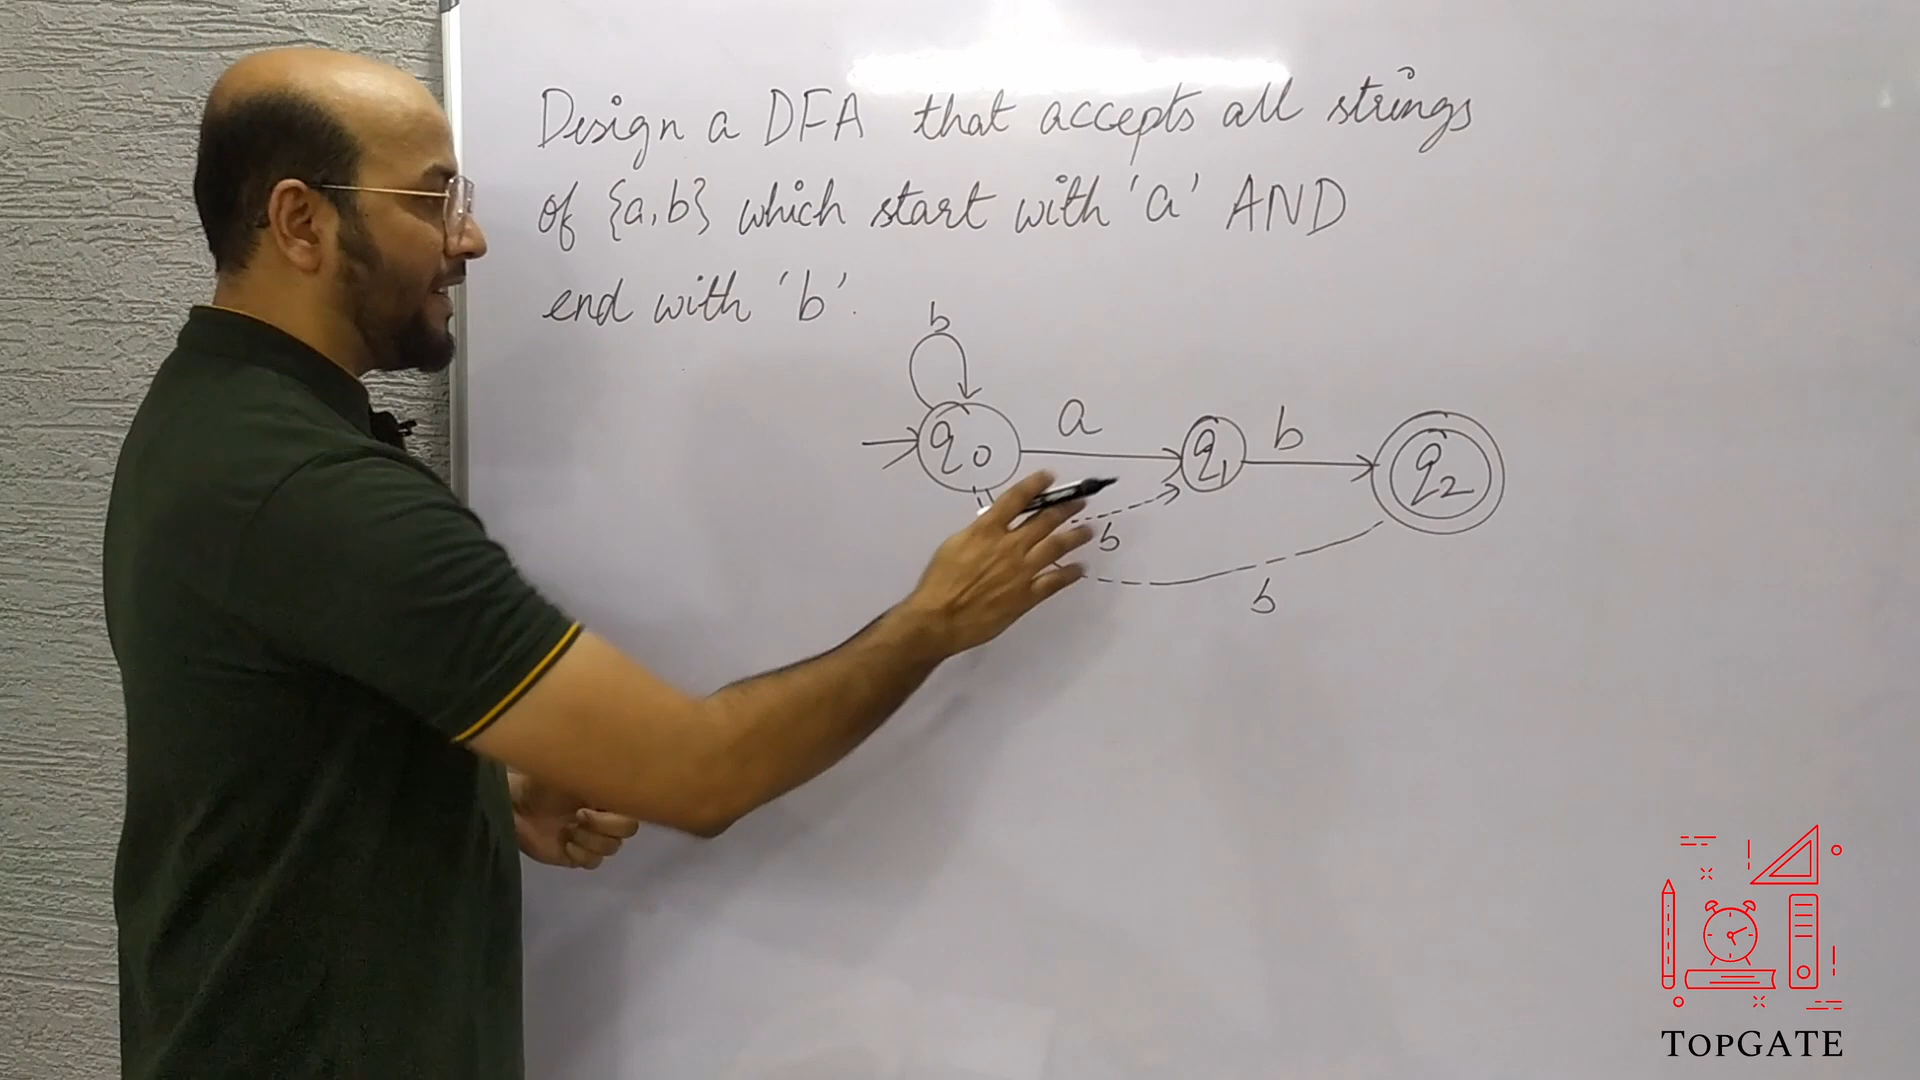 Design a DFA that accepts all strings
of {a,b} which start with 'a' AND
end with 'b'.
b
a
b
q0
q1
q2
b
b
TOPGATE